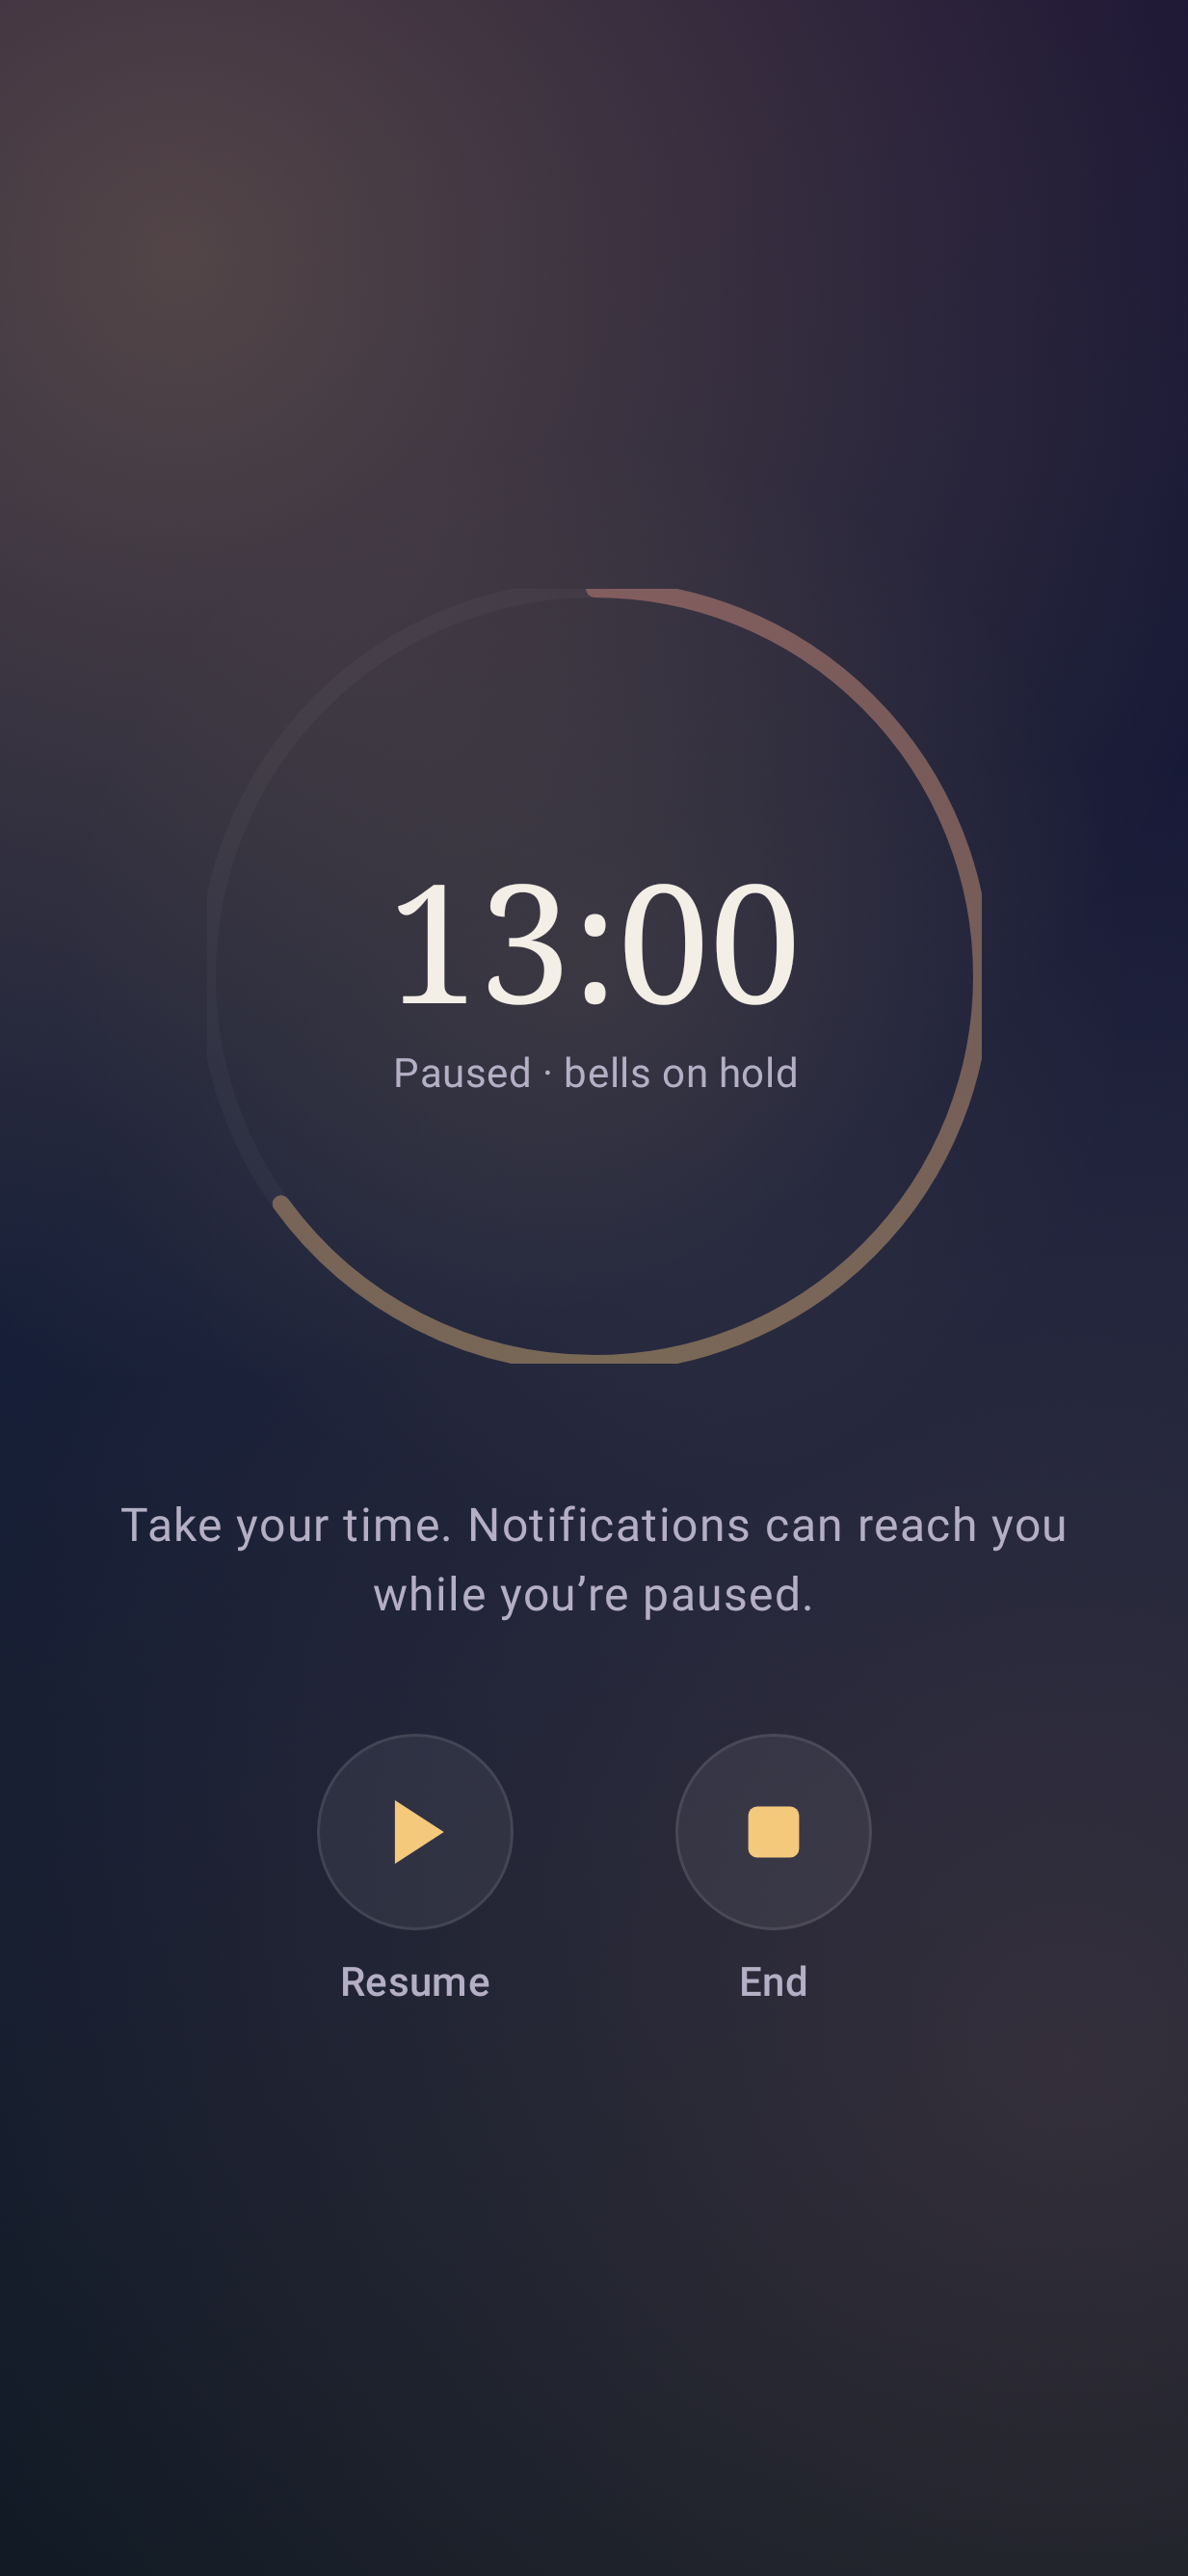 13:00
Paused · bells on hold
Take your time. Notifications can reach you
while you’re paused.
Resume
End